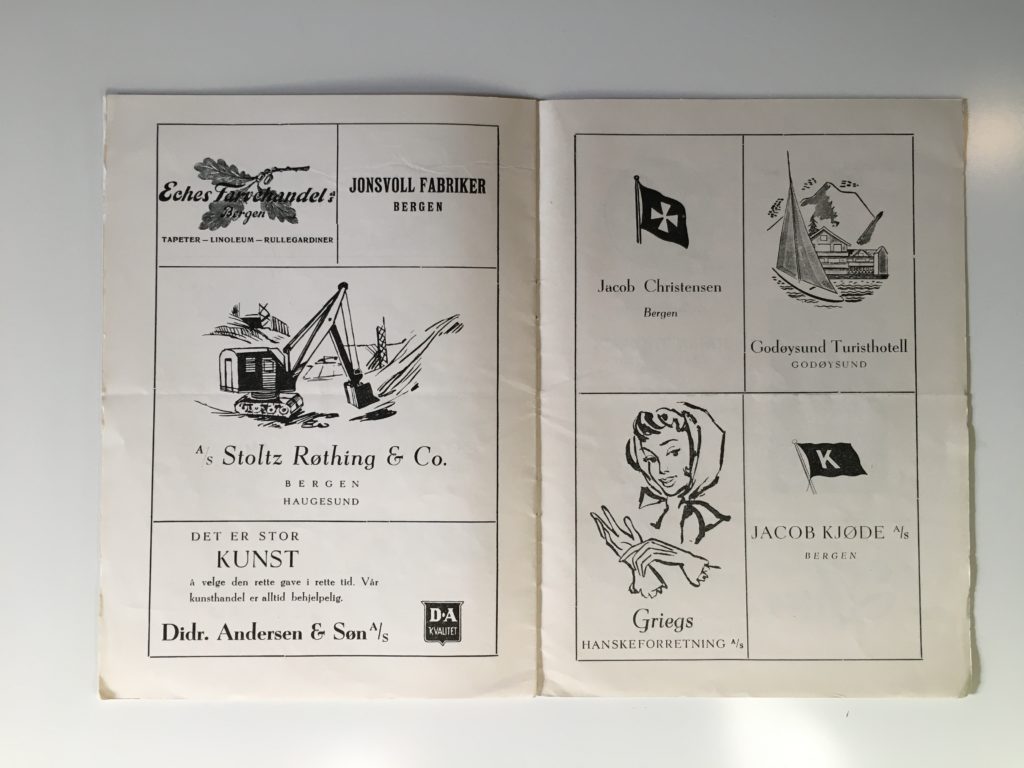 Eches Farvehandel A/S
Bergen
TAPETER — LINOLEUM — RULLEGARDINER
JONSVOLL FABRIKER
BERGEN
A/S Stoltz Røthing & Co.
BERGEN
HAUGESUND
DET ER STOR
KUNST
å velge den rette gave i rette tid. Vår
kunsthandel er alltid behjelpelig.
Didr. Andersen & Søn A/S
D·A
KVALITET
Jacob Christensen
Bergen
Godøysund Turisthotell
GODØYSUND
Griegs
HANSKEFORRETNING A/S
K
JACOB KJØDE A/S
BERGEN